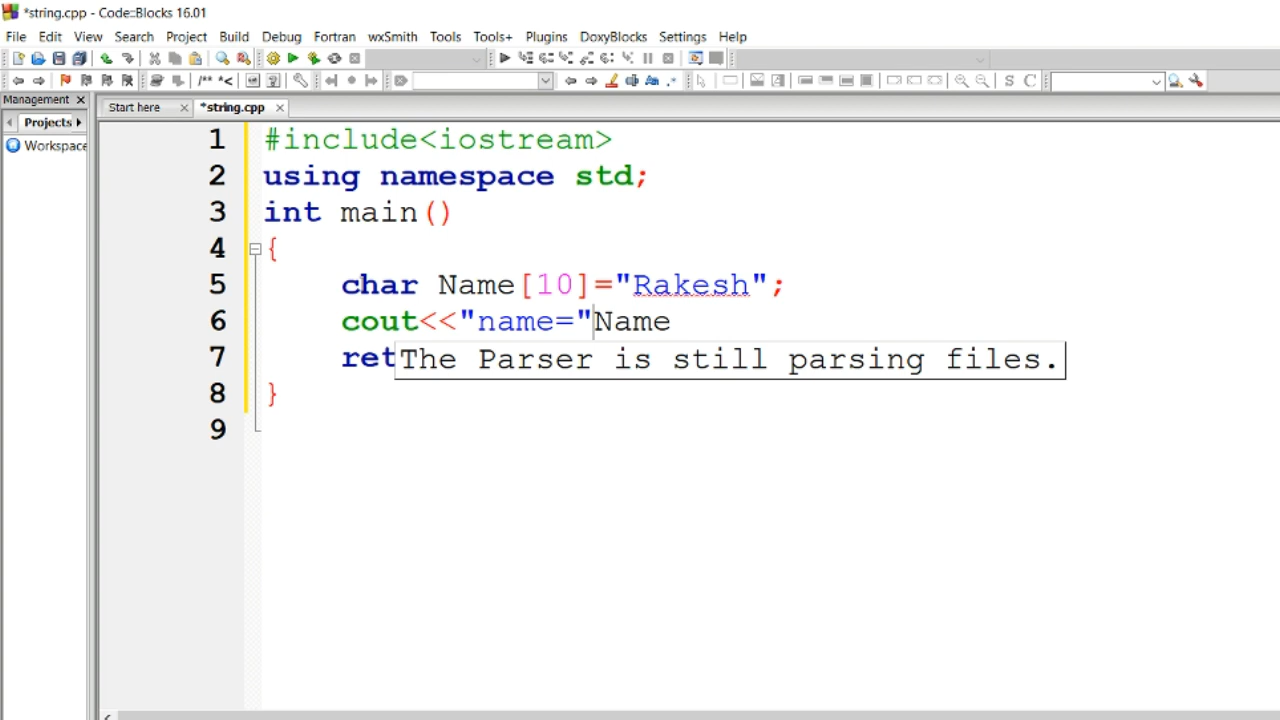 *string.cpp - Code::Blocks 16.01
File Edit View Search Project Build Debug Fortran wxSmith Tools Tools+ Plugins DoxyBlocks Settings Help
/** *< S C
Management × Start here × *string.cpp ×
Projects
Workspace
1 #include<iostream>
2 using namespace std;
3 int main()
4 {
5 char Name[10]="Rakesh";
6 cout<<"name="Name
7 ret
The Parser is still parsing files.
8 }
9